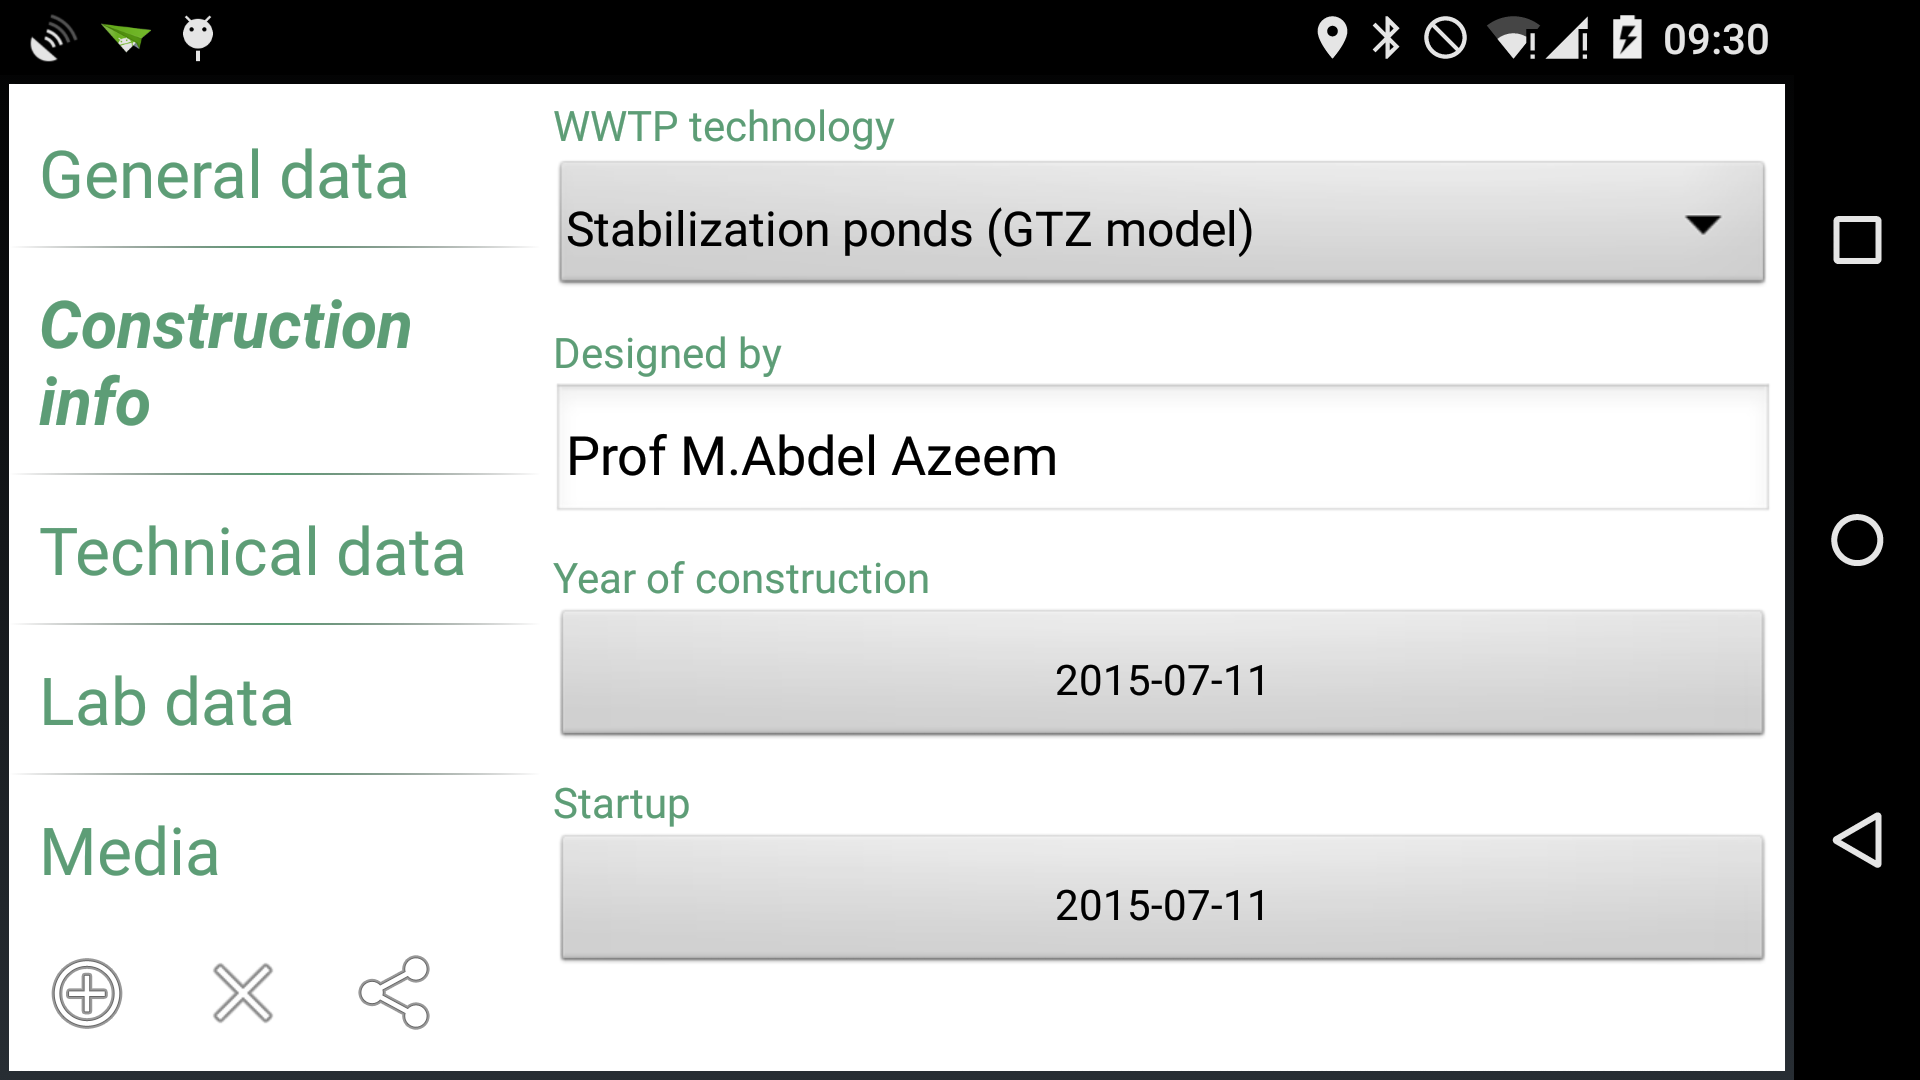 09:30
General data
Construction
info
Technical data
Lab data
Media
WWTP technology
Stabilization ponds (GTZ model)
Designed by
Prof M.Abdel Azeem
Year of construction
2015-07-11
Startup
2015-07-11